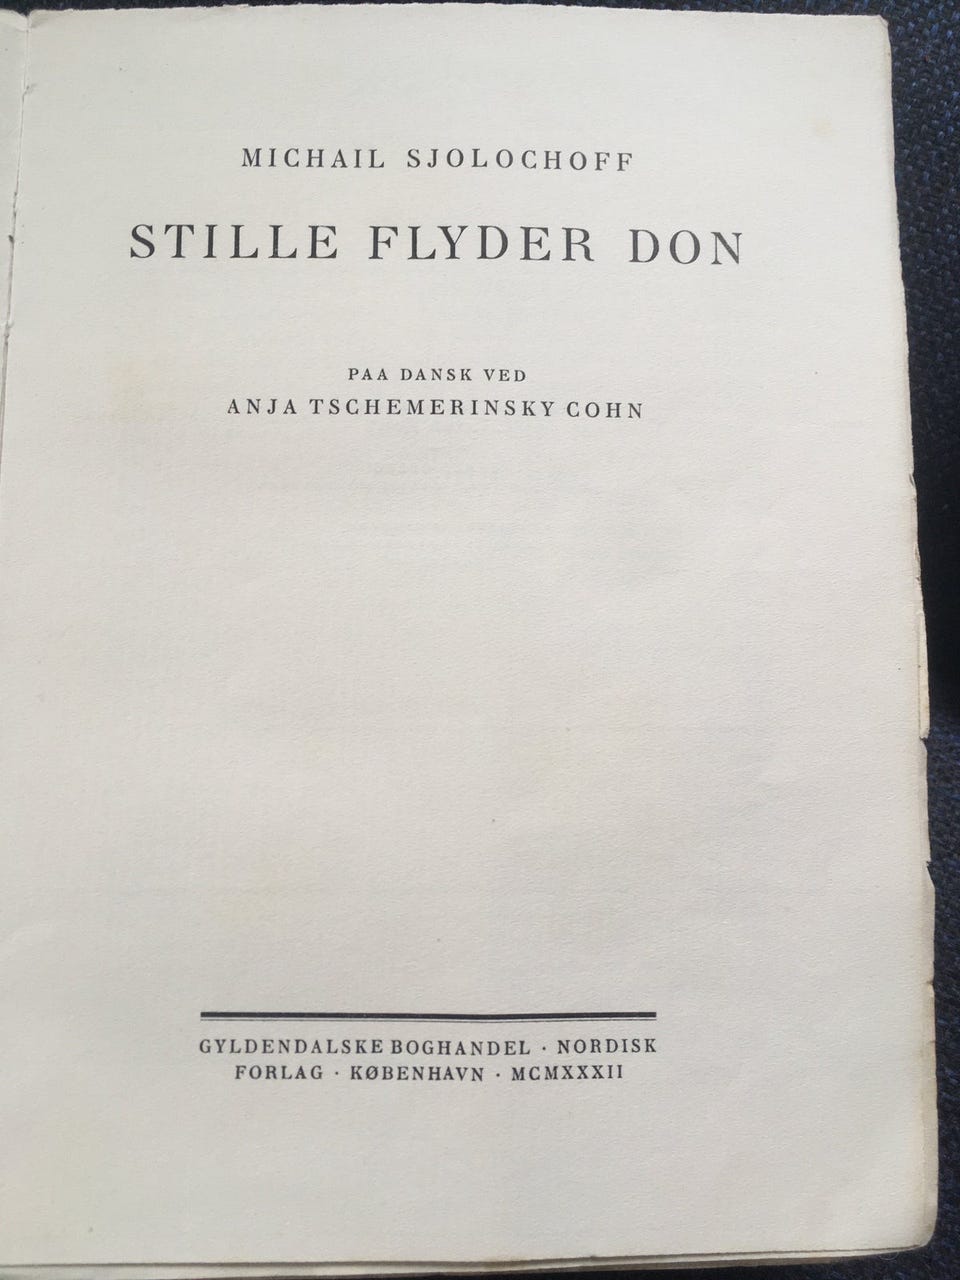 MICHAIL SJOLOCHOFF
STILLE FLYDER DON
PAA DANSK VED
ANJA TSCHEMERINSKY COHN
GYLDENDALSKE BOGHANDEL · NORDISK
FORLAG · KØBENHAVN · MCMXXXII